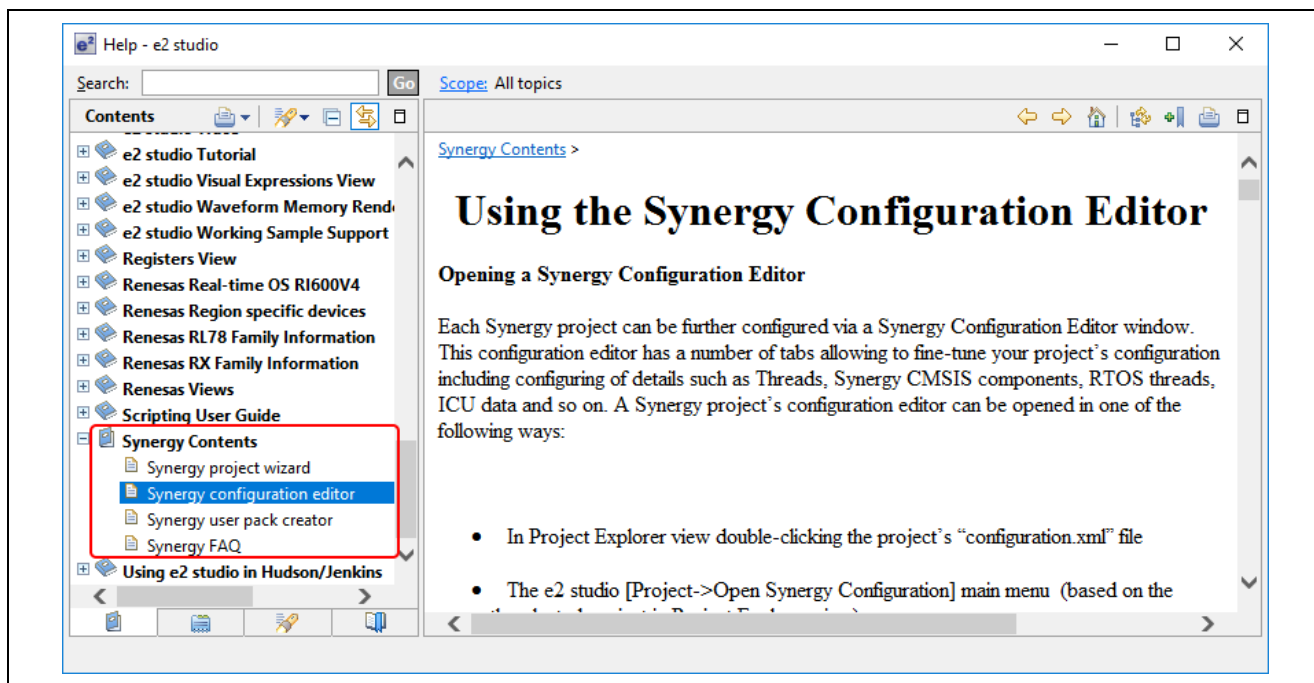 e² Help - e2 studio
Search: Go Scope: All topics
Contents
e2 studio Tutorial
e2 studio Visual Expressions View
e2 studio Waveform Memory Rende
e2 studio Working Sample Support
Registers View
Renesas Real-time OS RI600V4
Renesas Region specific devices
Renesas RL78 Family Information
Renesas RX Family Information
Renesas Views
Scripting User Guide
Synergy Contents
Synergy project wizard
Synergy configuration editor
Synergy user pack creator
Synergy FAQ
Using e2 studio in Hudson/Jenkins
Synergy Contents >
Using the Synergy Configuration Editor
Opening a Synergy Configuration Editor
Each Synergy project can be further configured via a Synergy Configuration Editor window.
This configuration editor has a number of tabs allowing to fine-tune your project’s configuration
including configuring of details such as Threads, Synergy CMSIS components, RTOS threads,
ICU data and so on. A Synergy project’s configuration editor can be opened in one of the
following ways:
• In Project Explorer view double-clicking the project’s “configuration.xml” file
• The e2 studio [Project->Open Synergy Configuration] main menu (based on the